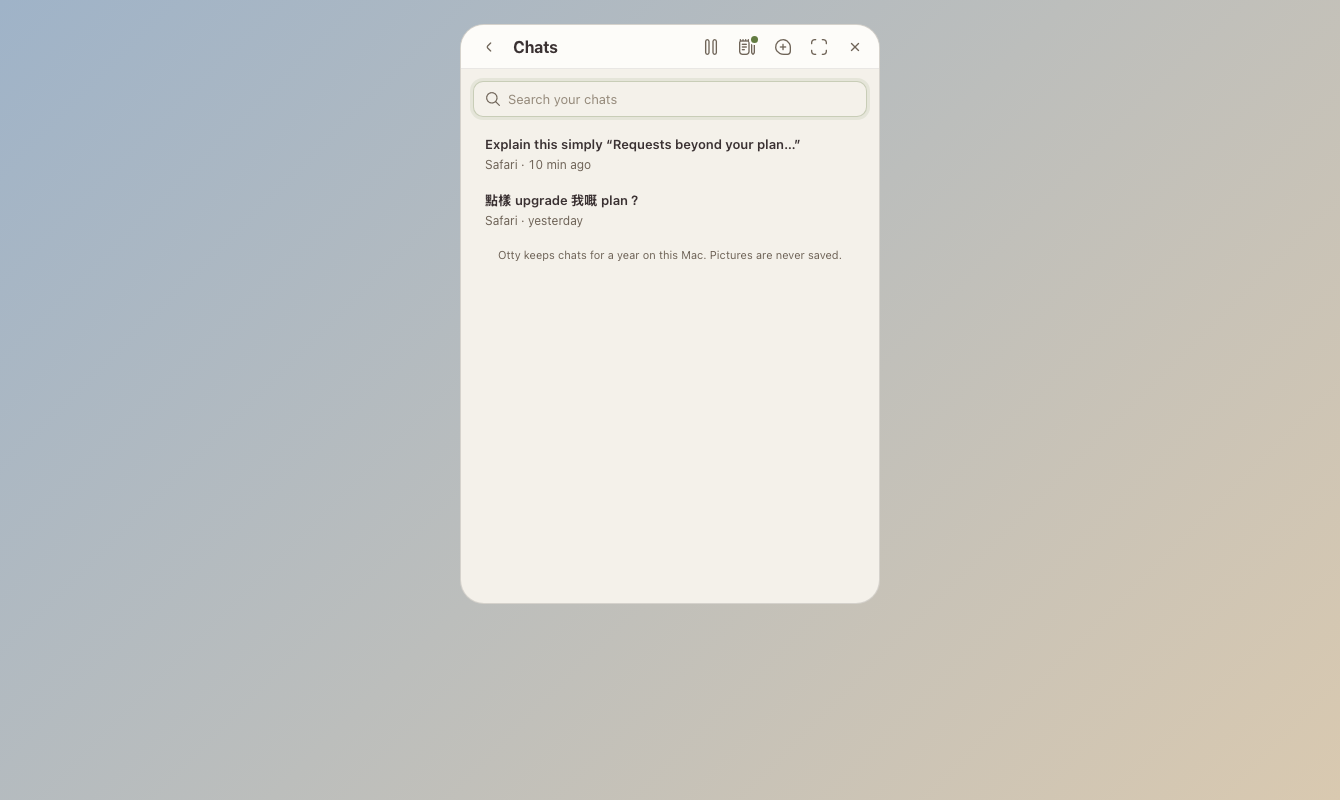 Chats
Search your chats
Explain this simply “Requests beyond your plan…”
Safari · 10 min ago
點樣 upgrade 我嘅 plan？
Safari · yesterday
Otty keeps chats for a year on this Mac. Pictures are never saved.